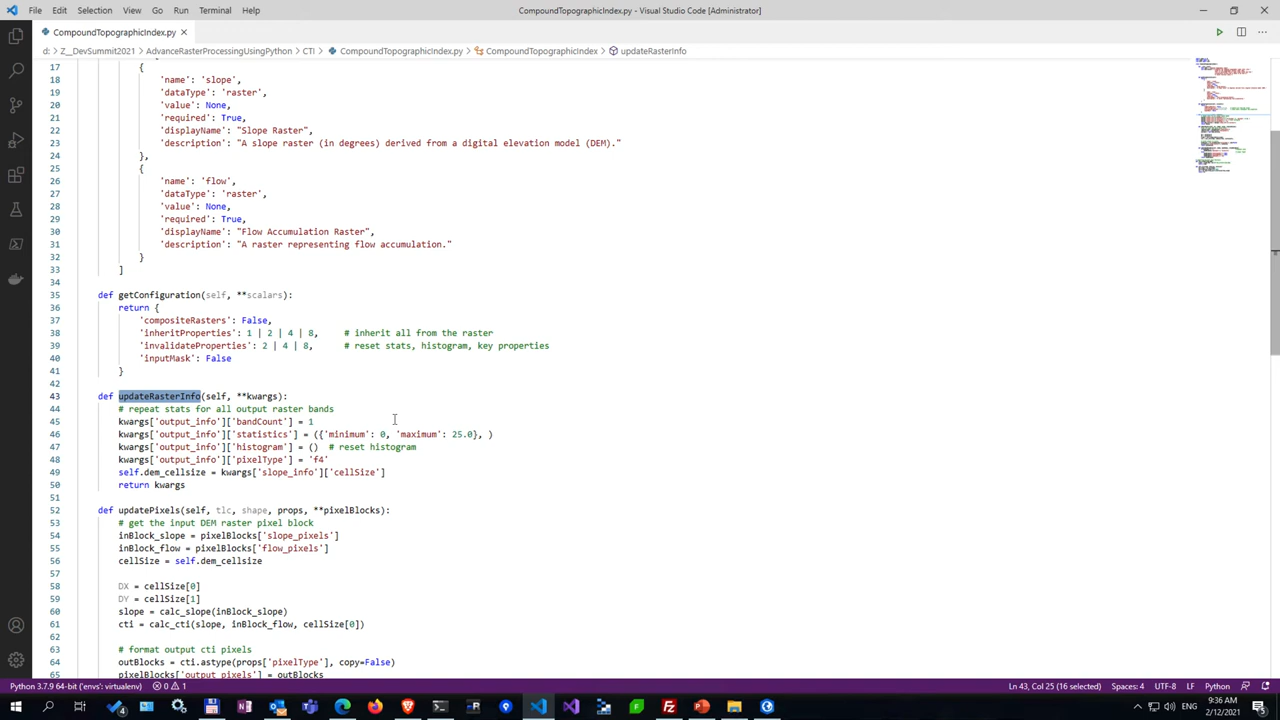 File Edit Selection View Go Run Terminal Help CompoundTopographicIndex.py - Visual Studio Code [Administrator]
CompoundTopographicIndex.py
d: > Z__DevSummit2021 > AdvanceRasterProcessingUsingPython > CTI > CompoundTopographicIndex.py > CompoundTopographicIndex > updateRasterInfo
17 {
18 'name': 'slope',
19 'dataType': 'raster',
20 'value': None,
21 'required': True,
22 'displayName': "Slope Raster",
23 'description': "A slope raster (in degrees) derived from a digital elevation model (DEM)."
24 },
25 {
26 'name': 'flow',
27 'dataType': 'raster',
28 'value': None,
29 'required': True,
30 'displayName': "Flow Accumulation Raster",
31 'description': "A raster representing flow accumulation."
32 }
33 ]
34
35 def getConfiguration(self, **scalars):
36 return {
37 'compositeRasters': False,
38 'inheritProperties': 1 | 2 | 4 | 8, # inherit all from the raster
39 'invalidateProperties': 2 | 4 | 8, # reset stats, histogram, key properties
40 'inputMask': False
41 }
42
43 def updateRasterInfo(self, **kwargs):
44 # repeat stats for all output raster bands
45 kwargs['output_info']['bandCount'] = 1
46 kwargs['output_info']['statistics'] = ({'minimum': 0, 'maximum': 25.0}, )
47 kwargs['output_info']['histogram'] = () # reset histogram
48 kwargs['output_info']['pixelType'] = 'f4'
49 self.dem_cellsize = kwargs['slope_info']['cellSize']
50 return kwargs
51
52 def updatePixels(self, tlc, shape, props, **pixelBlocks):
53 # get the input DEM raster pixel block
54 inBlock_slope = pixelBlocks['slope_pixels']
55 inBlock_flow = pixelBlocks['flow_pixels']
56 cellSize = self.dem_cellsize
57
58 DX = cellSize[0]
59 DY = cellSize[1]
60 slope = calc_slope(inBlock_slope)
61 cti = calc_cti(slope, inBlock_flow, cellSize[0])
62
63 # format output cti pixels
64 outBlocks = cti.astype(props['pixelType'], copy=False)
65 pixelBlocks['output_pixels'] = outBlocks
Python 3.7.9 64-bit ('envs': virtualenv) 0 1 Ln 43, Col 25 (16 selected) Spaces: 4 UTF-8 LF Python
ENG 9:36 AM 2/12/2021